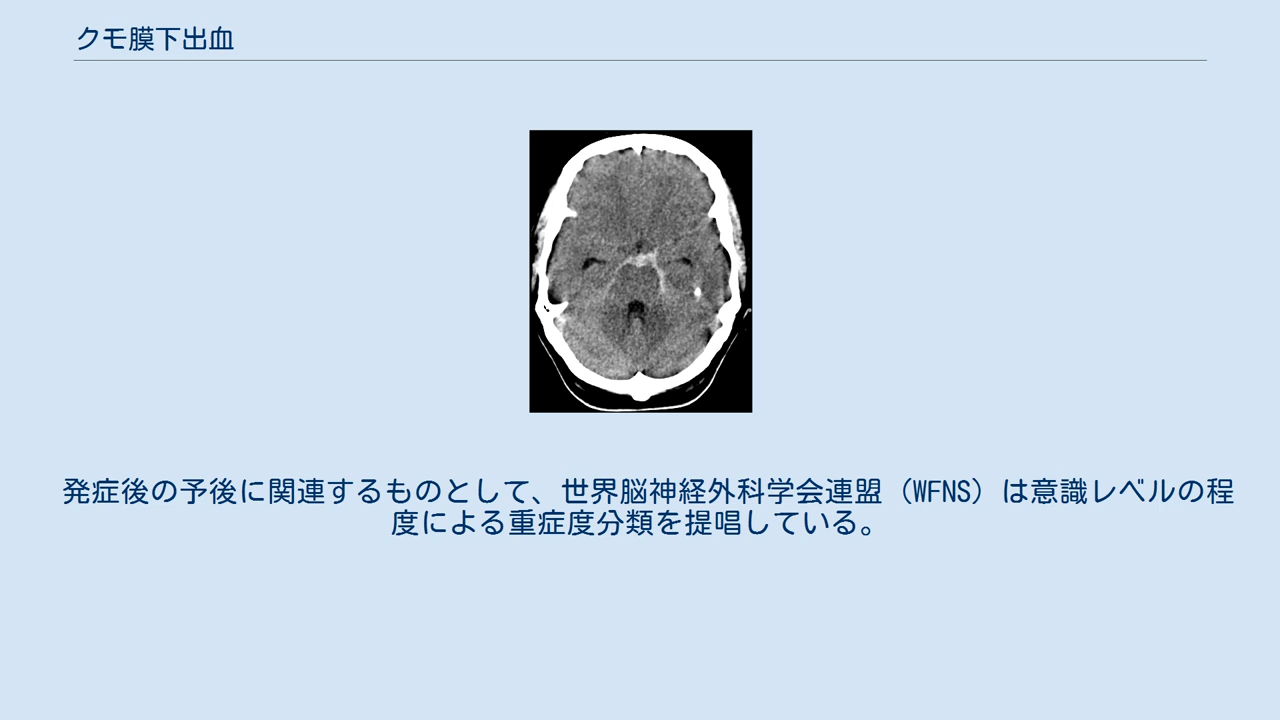 クモ膜下出血
発症後の予後に関連するものとして、世界脳神経外科学会連盟（WFNS）は意識レベルの程
度による重症度分類を提唱している。